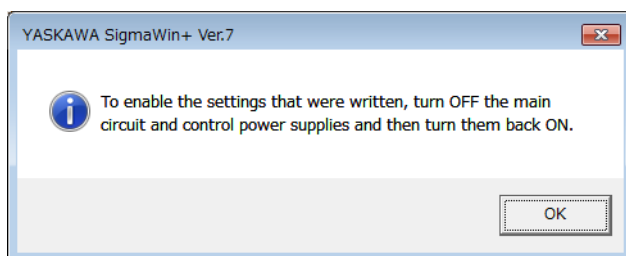 YASKAWA SigmaWin+ Ver.7
To enable the settings that were written, turn OFF the main
circuit and control power supplies and then turn them back ON.
OK